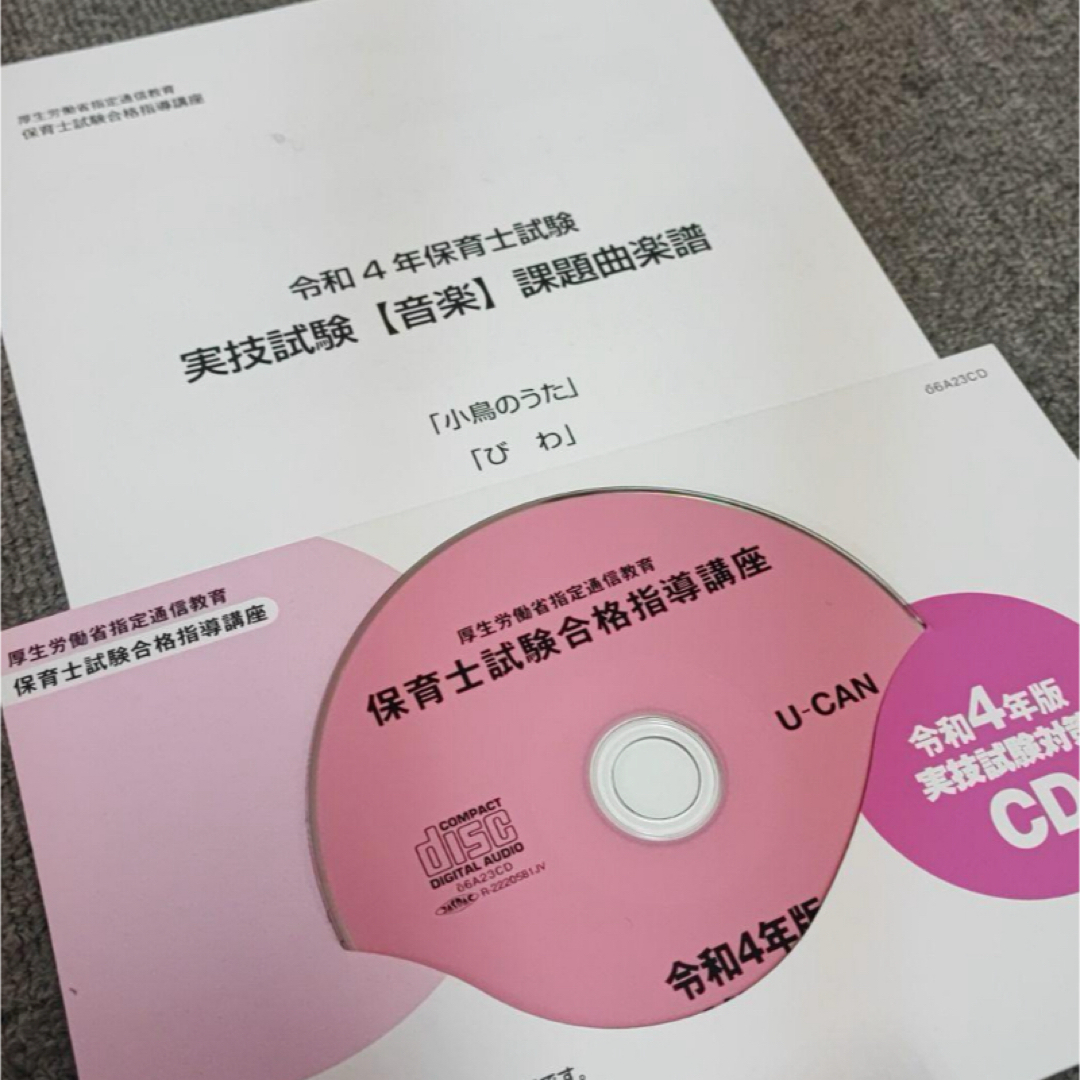 厚生労働省指定通信教育
保育士試験合格指導講座
令和4年保育士試験
実技試験【音楽】課題曲楽譜
「小鳥のうた」
「び わ」
ō6A23CD
厚生労働省指定通信教育
保育士試験合格指導講座
厚生労働省指定通信教育
保育士試験合格指導講座
U-CAN
COMPACT
disc
DIGITAL AUDIO
ō6A23CD
R-2220581JV
令和4年版
令和4年版
実技試験対策
CD
です。